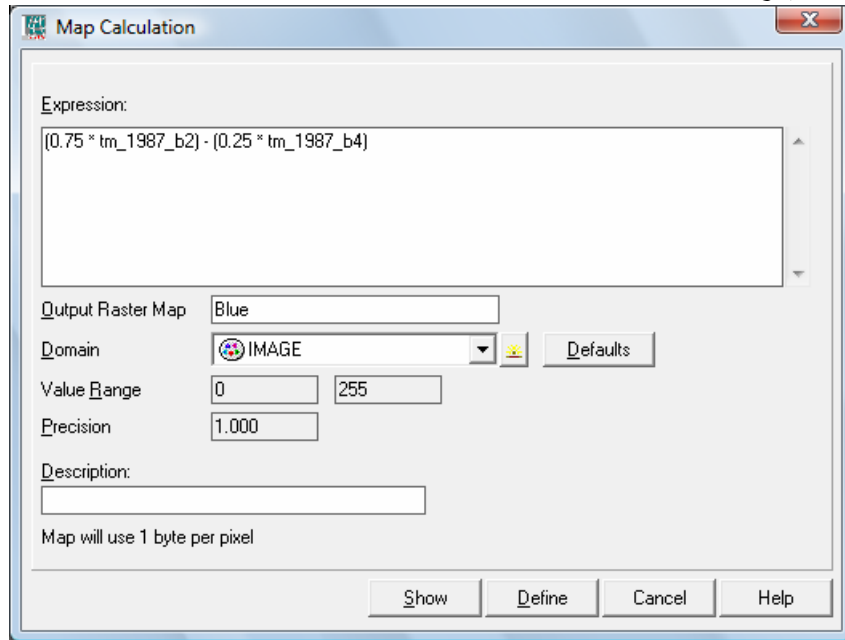 Map Calculation
Expression:
(0.75 * tm_1987_b2) - (0.25 * tm_1987_b4)
Output Raster Map Blue
Domain IMAGE Defaults
Value Range 0 255
Precision 1.000
Description:
Map will use 1 byte per pixel
Show Define Cancel Help